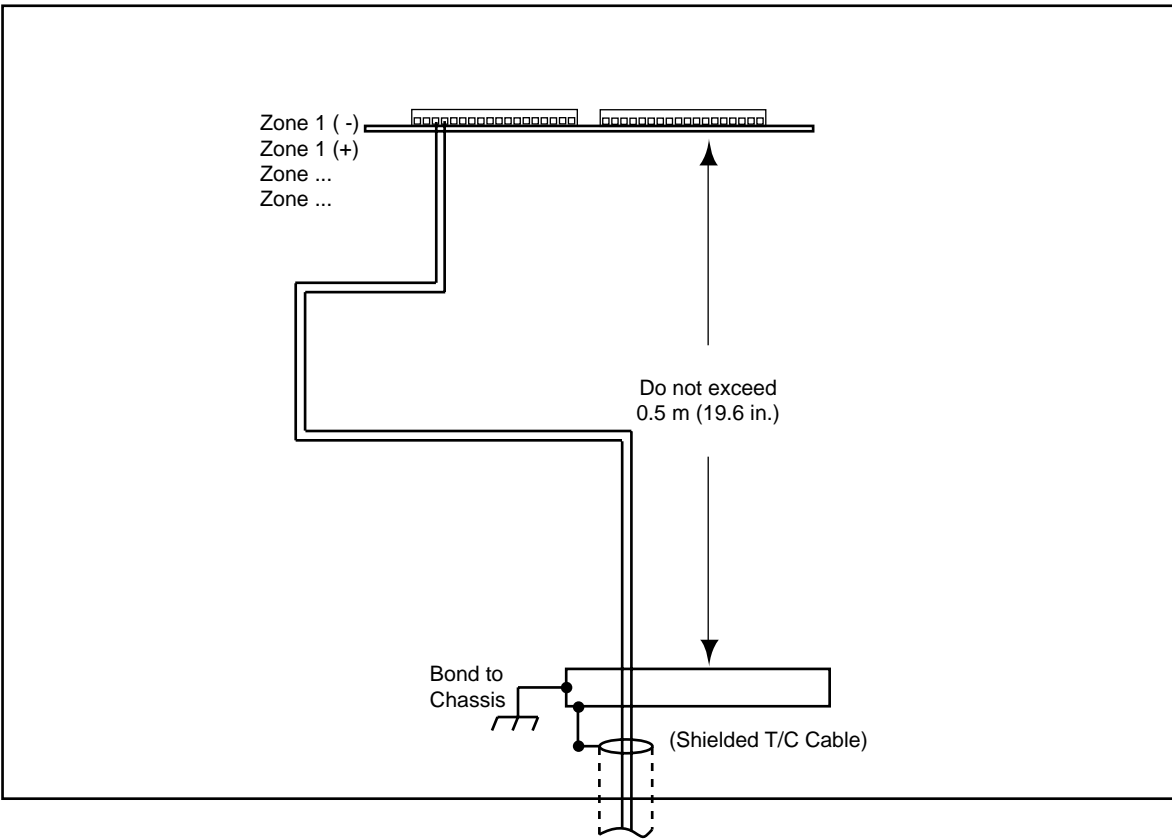 Zone 1 ( -)
Zone 1 (+)
Zone ...
Zone ...
Do not exceed
0.5 m (19.6 in.)
Bond to
Chassis
(Shielded T/C Cable)